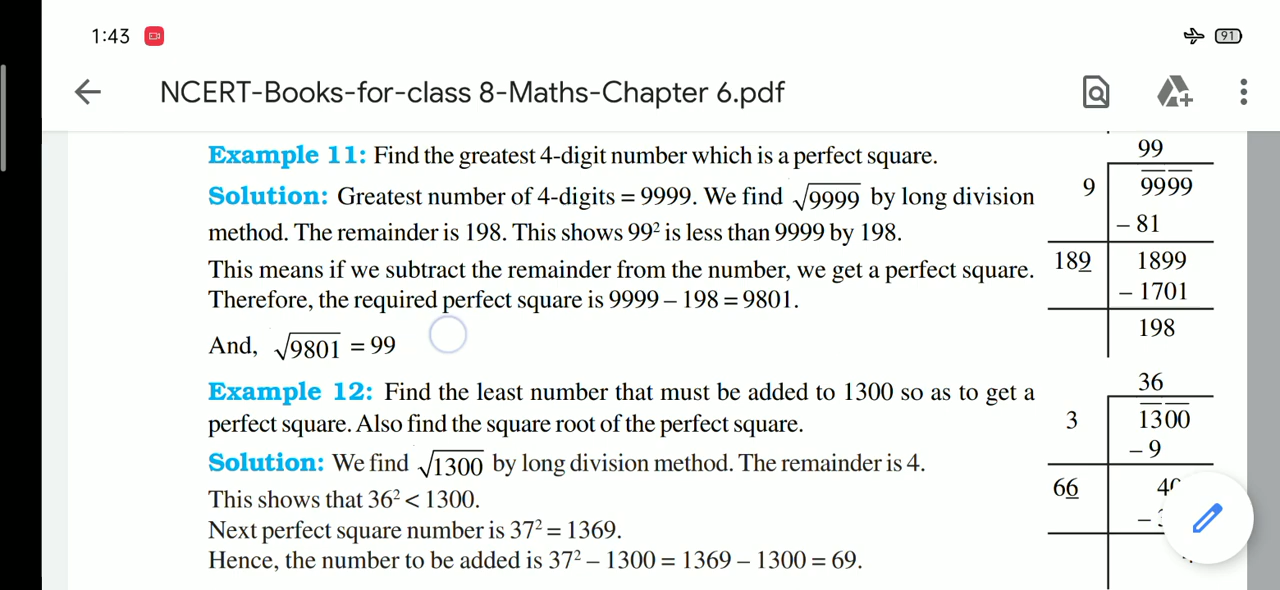 1:43
91
NCERT-Books-for-class 8-Maths-Chapter 6.pdf
Example 11: Find the greatest 4-digit number which is a perfect square.
Solution: Greatest number of 4-digits = 9999. We find √9999 by long division
method. The remainder is 198. This shows 99² is less than 9999 by 198.
This means if we subtract the remainder from the number, we get a perfect square.
Therefore, the required perfect square is 9999 – 198 = 9801.
And, √9801 = 99
99
9 9999
– 81
189 1899
– 1701
198
Example 12: Find the least number that must be added to 1300 so as to get a
perfect square. Also find the square root of the perfect square.
Solution: We find √1300 by long division method. The remainder is 4.
This shows that 36² < 1300.
Next perfect square number is 37² = 1369.
Hence, the number to be added is 37² – 1300 = 1369 – 1300 = 69.
36
3 1300
– 9
66